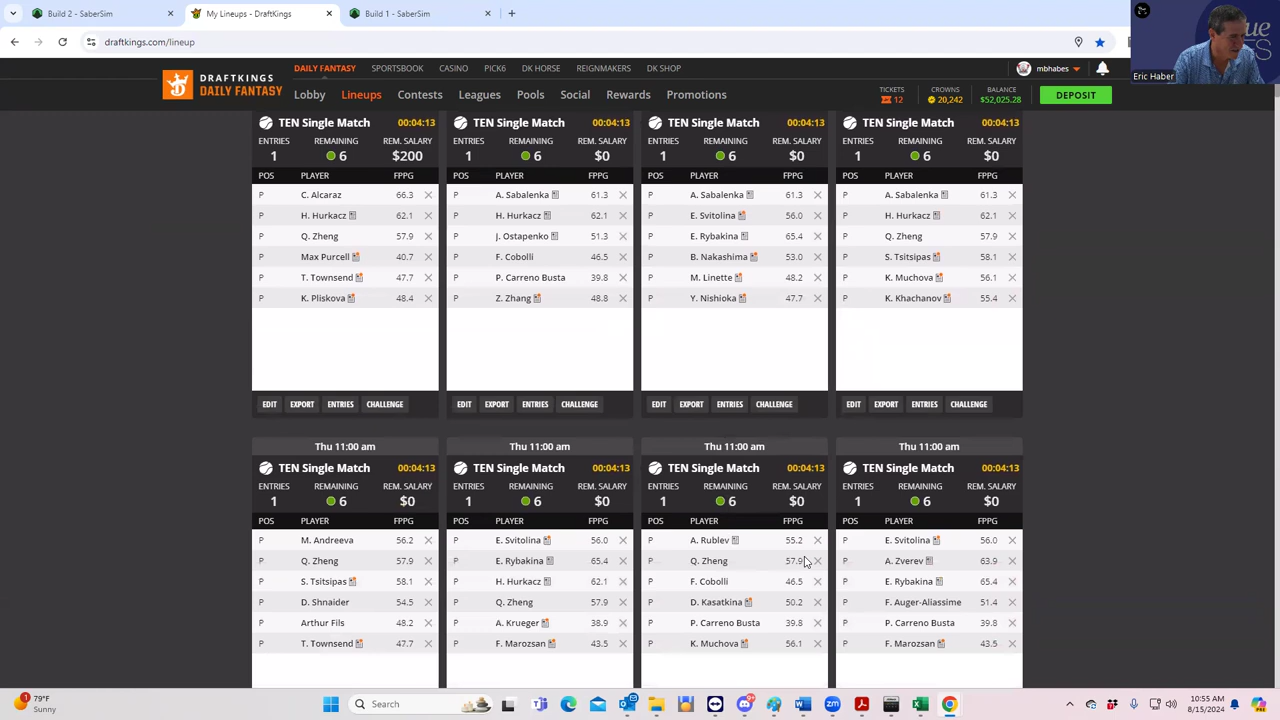 Build 2 - SaberSim
My Lineups - DraftKings
Build 1 - SaberSim
draftkings.com/lineup
Eric Haber
DRAFTKINGS
DAILY FANTASY
DAILY FANTASY SPORTSBOOK CASINO PICK6 DK HORSE REIGNMAKERS DK SHOP
mbhabes
Lobby Lineups Contests Leagues Pools Social Rewards Promotions
TICKETS 12
CROWNS 20,242
BALANCE $52,025.28
DEPOSIT
TEN Single Match 00:04:13
ENTRIES REMAINING REM. SALARY
1 6 $200
POS PLAYER FPPG
P C. Alcaraz 66.3
P H. Hurkacz 62.1
P Q. Zheng 57.9
P Max Purcell 40.7
P T. Townsend 47.7
P K. Pliskova 48.4
EDIT EXPORT ENTRIES CHALLENGE
TEN Single Match 00:04:13
ENTRIES REMAINING REM. SALARY
1 6 $0
POS PLAYER FPPG
P A. Sabalenka 61.3
P H. Hurkacz 62.1
P J. Ostapenko 51.3
P F. Cobolli 46.5
P P. Carreno Busta 39.8
P Z. Zhang 48.8
EDIT EXPORT ENTRIES CHALLENGE
TEN Single Match 00:04:13
ENTRIES REMAINING REM. SALARY
1 6 $0
POS PLAYER FPPG
P A. Sabalenka 61.3
P E. Svitolina 56.0
P E. Rybakina 65.4
P B. Nakashima 53.0
P M. Linette 48.2
P Y. Nishioka 47.7
EDIT EXPORT ENTRIES CHALLENGE
TEN Single Match 00:04:13
ENTRIES REMAINING REM. SALARY
1 6 $0
POS PLAYER FPPG
P A. Sabalenka 61.3
P H. Hurkacz 62.1
P Q. Zheng 57.9
P S. Tsitsipas 58.1
P K. Muchova 56.1
P K. Khachanov 55.4
EDIT EXPORT ENTRIES CHALLENGE
Thu 11:00 am
TEN Single Match 00:04:13
ENTRIES REMAINING REM. SALARY
1 6 $0
POS PLAYER FPPG
P M. Andreeva 56.2
P Q. Zheng 57.9
P S. Tsitsipas 58.1
P D. Shnaider 54.5
P Arthur Fils 48.2
P T. Townsend 47.7
Thu 11:00 am
TEN Single Match 00:04:13
ENTRIES REMAINING REM. SALARY
1 6 $0
POS PLAYER FPPG
P E. Svitolina 56.0
P E. Rybakina 65.4
P H. Hurkacz 62.1
P Q. Zheng 57.9
P A. Krueger 38.9
P F. Marozsan 43.5
Thu 11:00 am
TEN Single Match 00:04:13
ENTRIES REMAINING REM. SALARY
1 6 $0
POS PLAYER FPPG
P A. Rublev 55.2
P Q. Zheng 57.9
P F. Cobolli 46.5
P D. Kasatkina 50.2
P P. Carreno Busta 39.8
P K. Muchova 56.1
Thu 11:00 am
TEN Single Match 00:04:13
ENTRIES REMAINING REM. SALARY
1 6 $0
POS PLAYER FPPG
P E. Svitolina 56.0
P A. Zverev 63.9
P E. Rybakina 65.4
P F. Auger-Aliassime 51.4
P P. Carreno Busta 39.8
P F. Marozsan 43.5
79°F
Sunny
Search
10:55 AM
8/15/2024